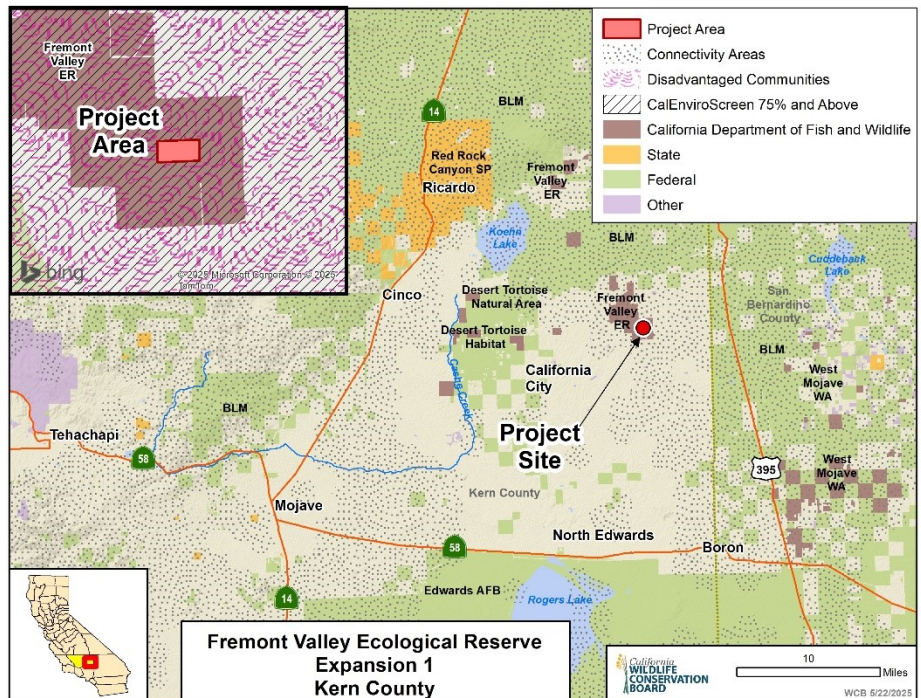 Fremont
Valley
ER
Project
Area
bing
© 2025 Microsoft Corporation © 2025
TomTom
Project Area
Connectivity Areas
Disadvantaged Communities
CalEnviroScreen 75% and Above
California Department of Fish and Wildlife
State
Federal
Other
14
BLM
Red Rock
Canyon SP
Ricardo
Fremont
Valley
ER
Koehn
Lake
BLM
Cuddeback
Lake
Cinco
Desert Tortoise
Natural Area
Fremont
Valley
ER
San
Bernardino
County
Desert Tortoise
Habitat
BLM
California
City
West
Mojave
WA
Cache Creek
BLM
Project
Site
Tehachapi
58
395
West
Mojave
WA
Kern County
Mojave
58
North Edwards
Boron
14
Edwards AFB
Rogers Lake
Fremont Valley Ecological Reserve
Expansion 1
Kern County
California
WILDLIFE
CONSERVATION
BOARD
10
Miles
WCB 5/22/2025